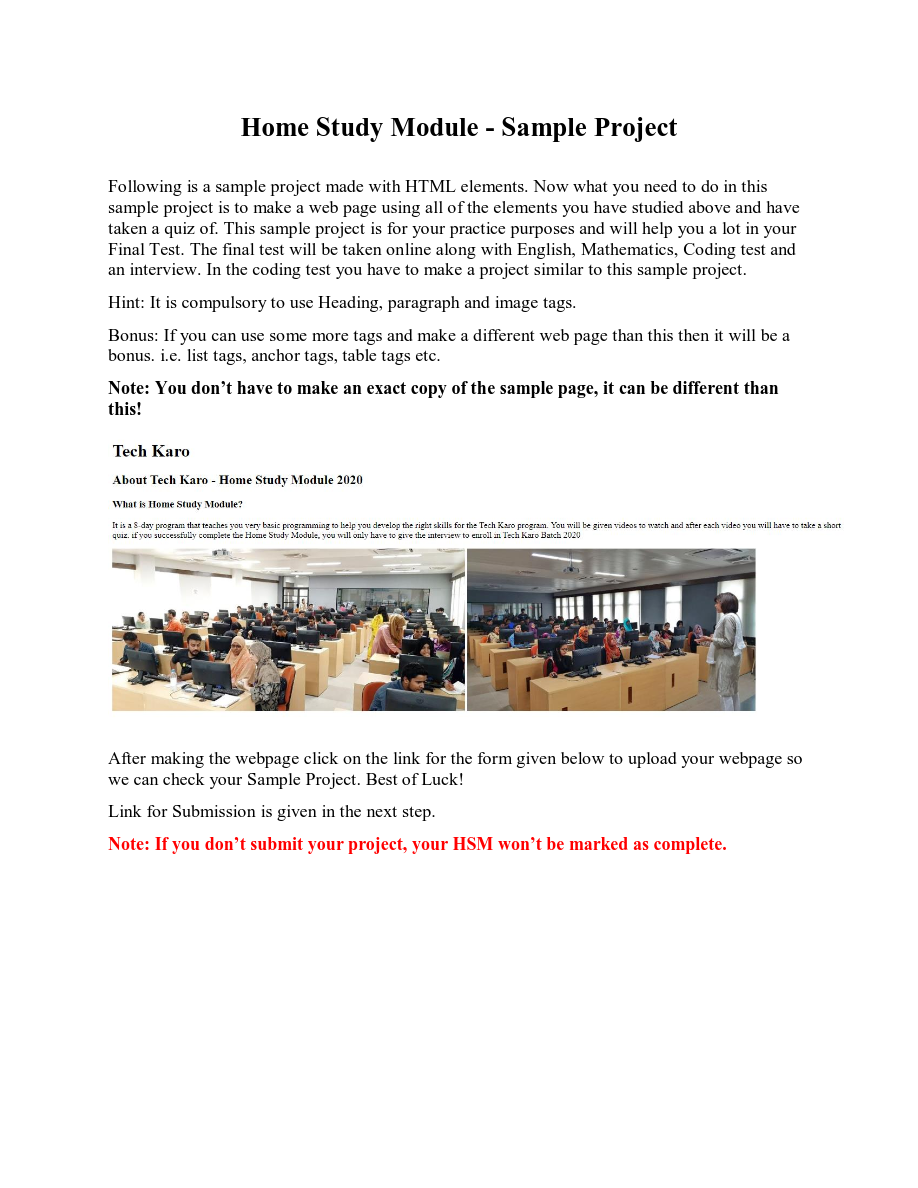 Home Study Module - Sample Project
Following is a sample project made with HTML elements. Now what you need to do in this
sample project is to make a web page using all of the elements you have studied above and have
taken a quiz of. This sample project is for your practice purposes and will help you a lot in your
Final Test. The final test will be taken online along with English, Mathematics, Coding test and
an interview. In the coding test you have to make a project similar to this sample project.
Hint: It is compulsory to use Heading, paragraph and image tags.
Bonus: If you can use some more tags and make a different web page than this then it will be a
bonus. i.e. list tags, anchor tags, table tags etc.
Note: You don’t have to make an exact copy of the sample page, it can be different than
this!
Tech Karo
About Tech Karo - Home Study Module 2020
What is Home Study Module?
It is a 8-day program that teaches you very basic programming to help you develop the right skills for the Tech Karo program. You will be given videos to watch and after each video you will have to take a short
quiz. if you successfully complete the Home Study Module, you will only have to give the interview to enroll in Tech Karo Batch 2020
After making the webpage click on the link for the form given below to upload your webpage so
we can check your Sample Project. Best of Luck!
Link for Submission is given in the next step.
Note: If you don’t submit your project, your HSM won’t be marked as complete.